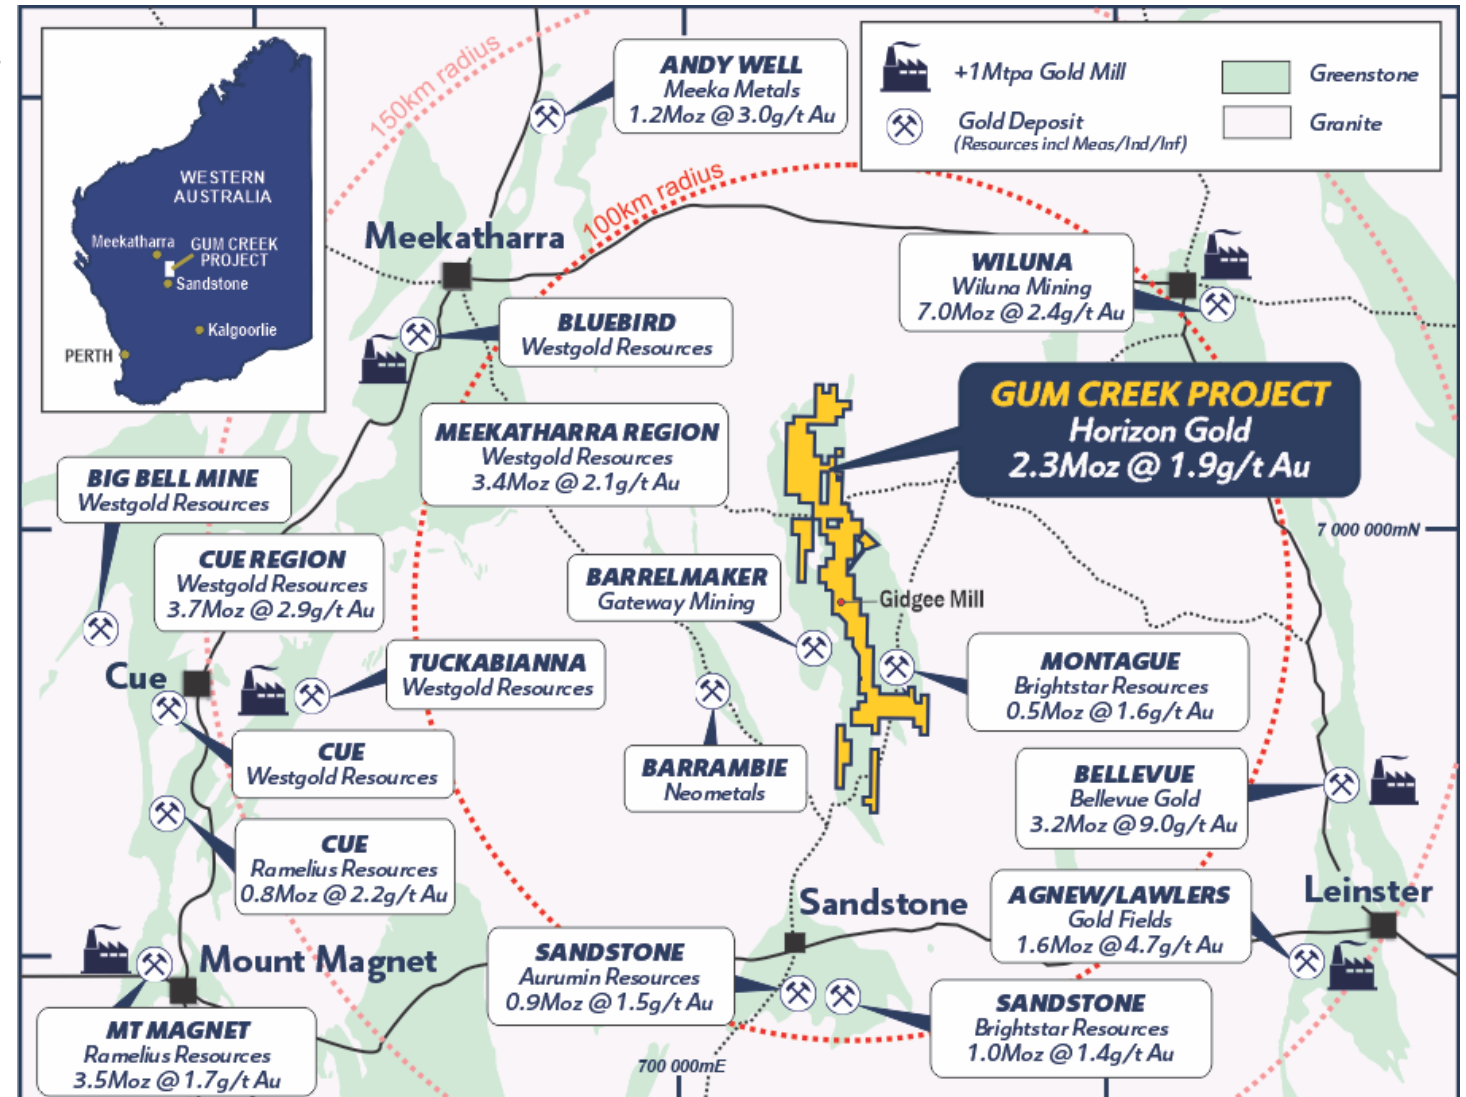 150km radius
100km radius
ANDY WELL
Meeka Metals
1.2Moz @ 3.0g/t Au
+1Mtpa Gold Mill
Gold Deposit
(Resources incl Meas/Ind/Inf)
Greenstone
Granite
WESTERN
AUSTRALIA
Meekatharra
GUM CREEK
PROJECT
Sandstone
Kalgoorlie
PERTH
Meekatharra
WILUNA
Wiluna Mining
7.0Moz @ 2.4g/t Au
BLUEBIRD
Westgold Resources
GUM CREEK PROJECT
Horizon Gold
2.3Moz @ 1.9g/t Au
MEEKATHARRA REGION
Westgold Resources
3.4Moz @ 2.1g/t Au
BIG BELL MINE
Westgold Resources
7 000 000mN
CUE REGION
Westgold Resources
3.7Moz @ 2.9g/t Au
BARRELMAKER
Gateway Mining
Gidgee Mill
Cue
TUCKABIANNA
Westgold Resources
MONTAGUE
Brightstar Resources
0.5Moz @ 1.6g/t Au
CUE
Westgold Resources
BARRAMBIE
Neometals
BELLEVUE
Bellevue Gold
3.2Moz @ 9.0g/t Au
CUE
Ramelius Resources
0.8Moz @ 2.2g/t Au
Sandstone
AGNEW/LAWLERS
Gold Fields
1.6Moz @ 4.7g/t Au
Leinster
Mount Magnet
SANDSTONE
Aurumin Resources
0.9Moz @ 1.5g/t Au
SANDSTONE
Brightstar Resources
1.0Moz @ 1.4g/t Au
MT MAGNET
Ramelius Resources
3.5Moz @ 1.7g/t Au
700 000mE